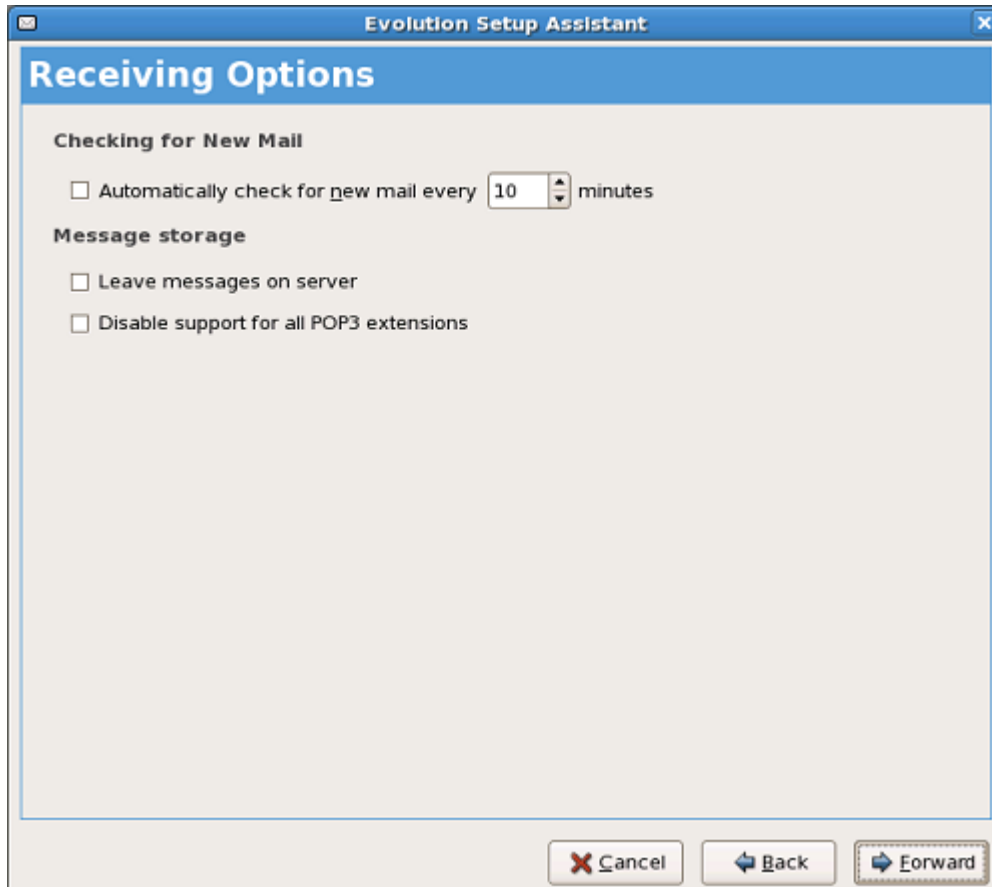 Evolution Setup Assistant
Receiving Options
Checking for New Mail
Automatically check for new mail every 10 minutes
Message storage
Leave messages on server
Disable support for all POP3 extensions
Cancel Back Forward